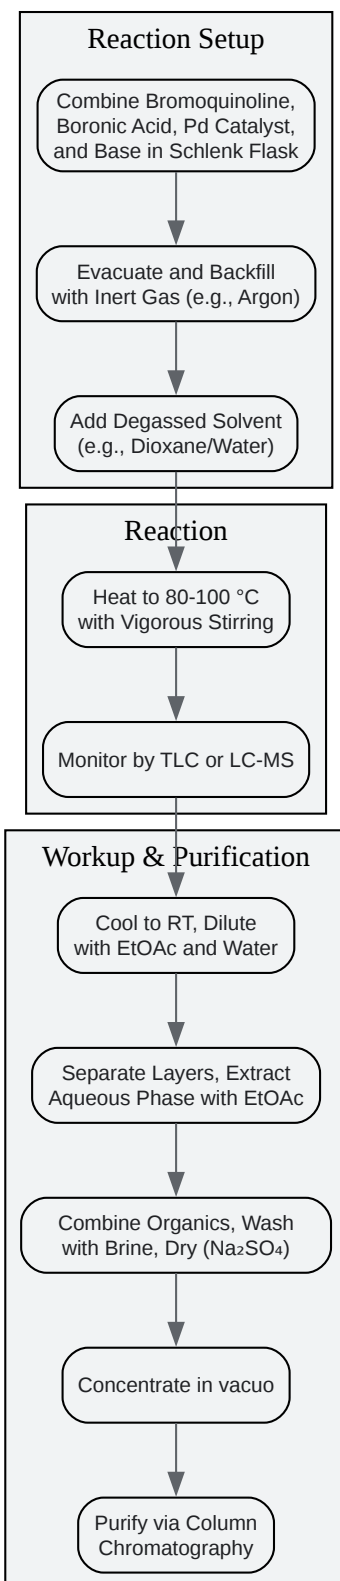 Reaction Setup
Combine Bromoquinoline,
Boronic Acid, Pd Catalyst,
and Base in Schlenk Flask
Evacuate and Backfill
with Inert Gas (e.g., Argon)
Add Degassed Solvent
(e.g., Dioxane/Water)
Reaction
Heat to 80-100 °C
with Vigorous Stirring
Monitor by TLC or LC-MS
Workup & Purification
Cool to RT, Dilute
with EtOAc and Water
Separate Layers, Extract
Aqueous Phase with EtOAc
Combine Organics, Wash
with Brine, Dry (Na₂SO₄)
Concentrate in vacuo
Purify via Column
Chromatography